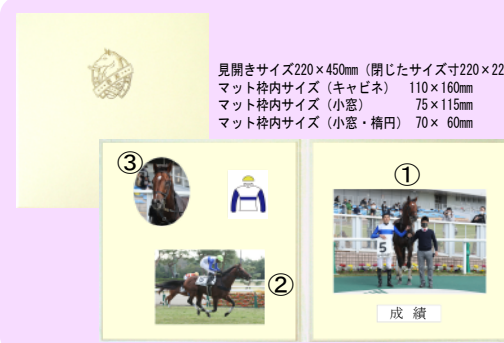 見開きサイズ220×450㎜（閉じたサイズ寸220×22
マット枠内サイズ（キャビネ）　110×160㎜
マット枠内サイズ（小窓）　75×115㎜
マット枠内サイズ（小窓・楕円）70× 60㎜
③
①
5
②
成 績